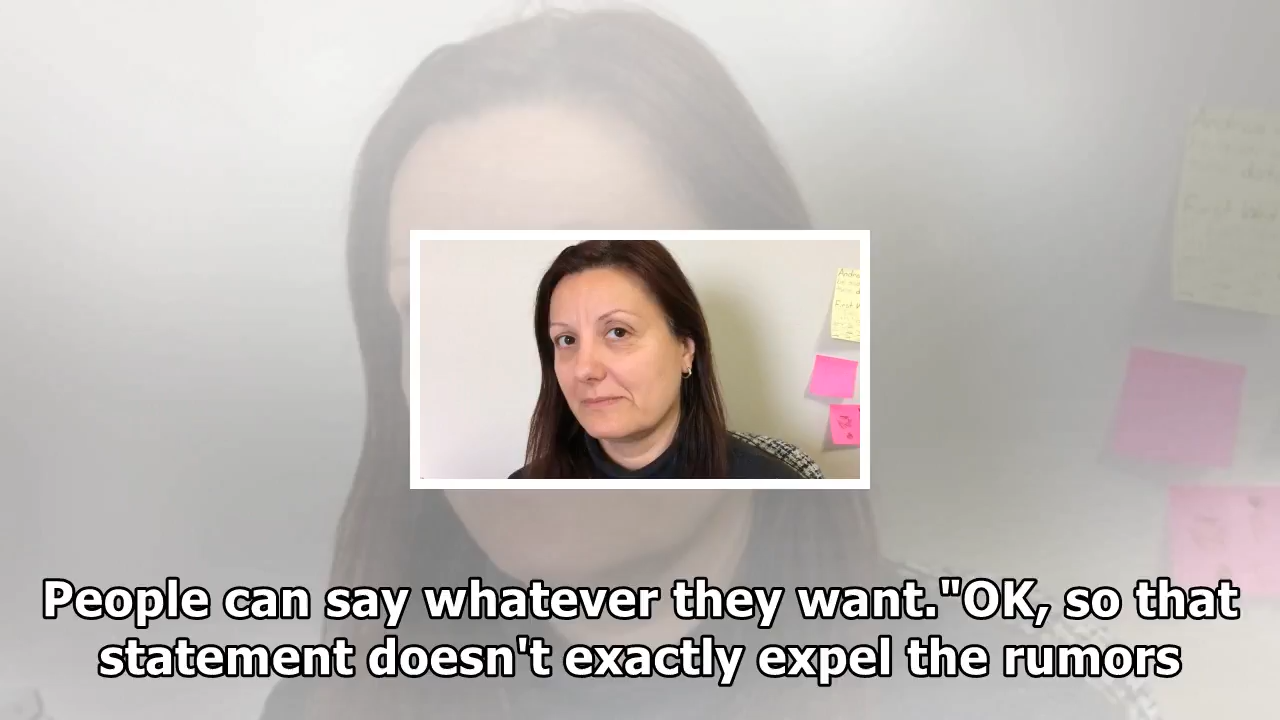 People can say whatever they want."OK, so that
statement doesn't exactly expel the rumors